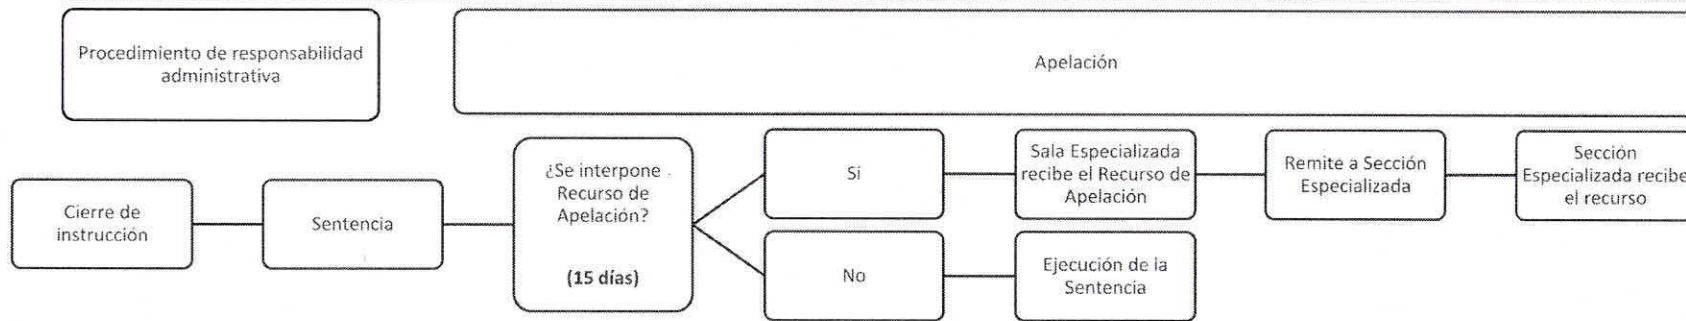 Procedimiento de responsabilidad
administrativa
Apelación
Cierre de
instrucción
Sentencia
¿Se interpone
Recurso de
Apelación?
(15 días)
Sí
Sala Especializada
recibe el Recurso de
Apelación
Remite a Sección
Especializada
Sección
Especializada recibe
el recurso
No
Ejecución de la
Sentencia